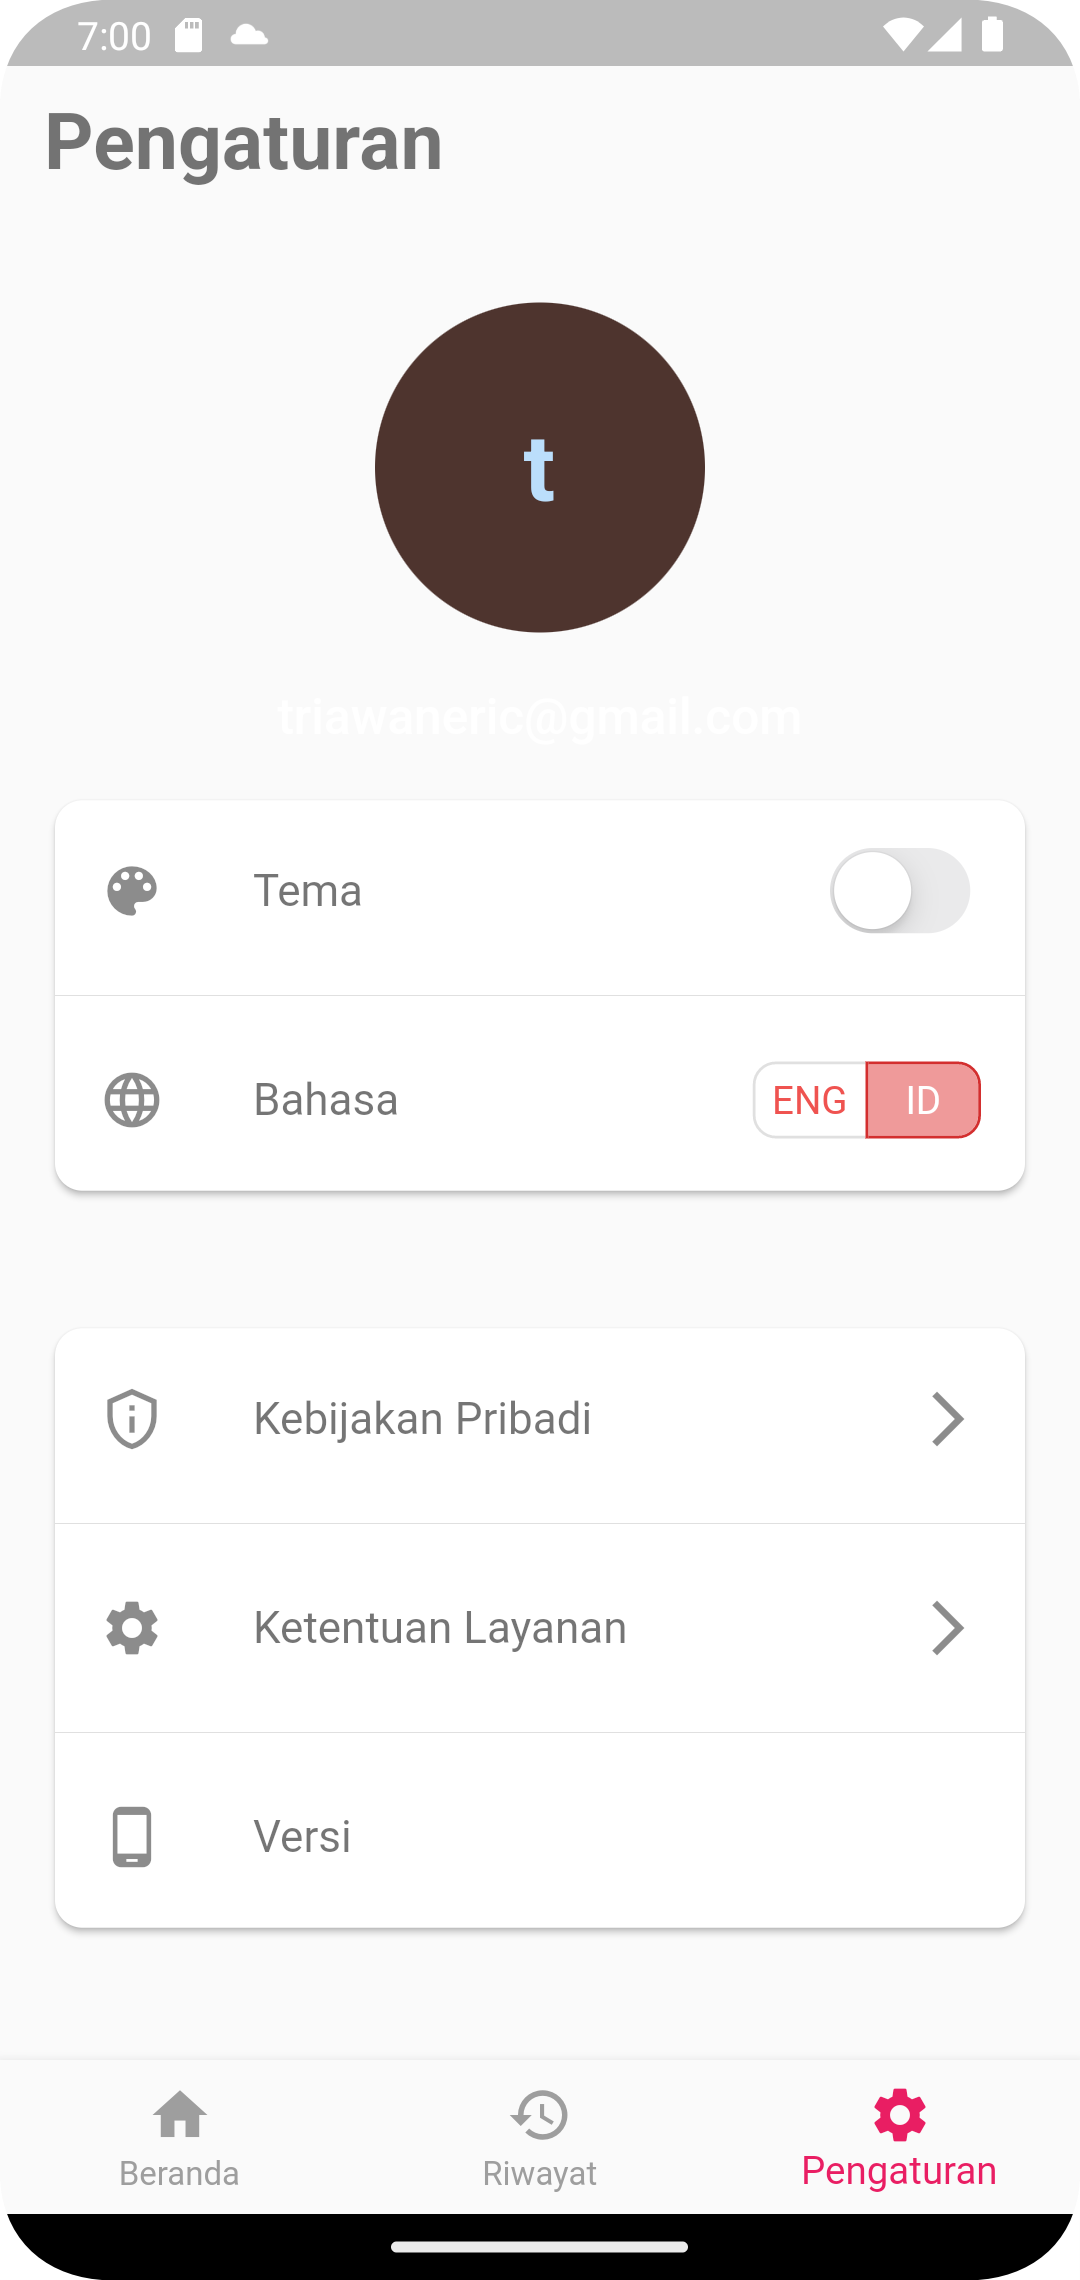 7:00
Pengaturan
t
triawaneric@gmail.com
Tema
Bahasa
ENG
ID
Kebijakan Pribadi
Ketentuan Layanan
Versi
Beranda
Riwayat
Pengaturan